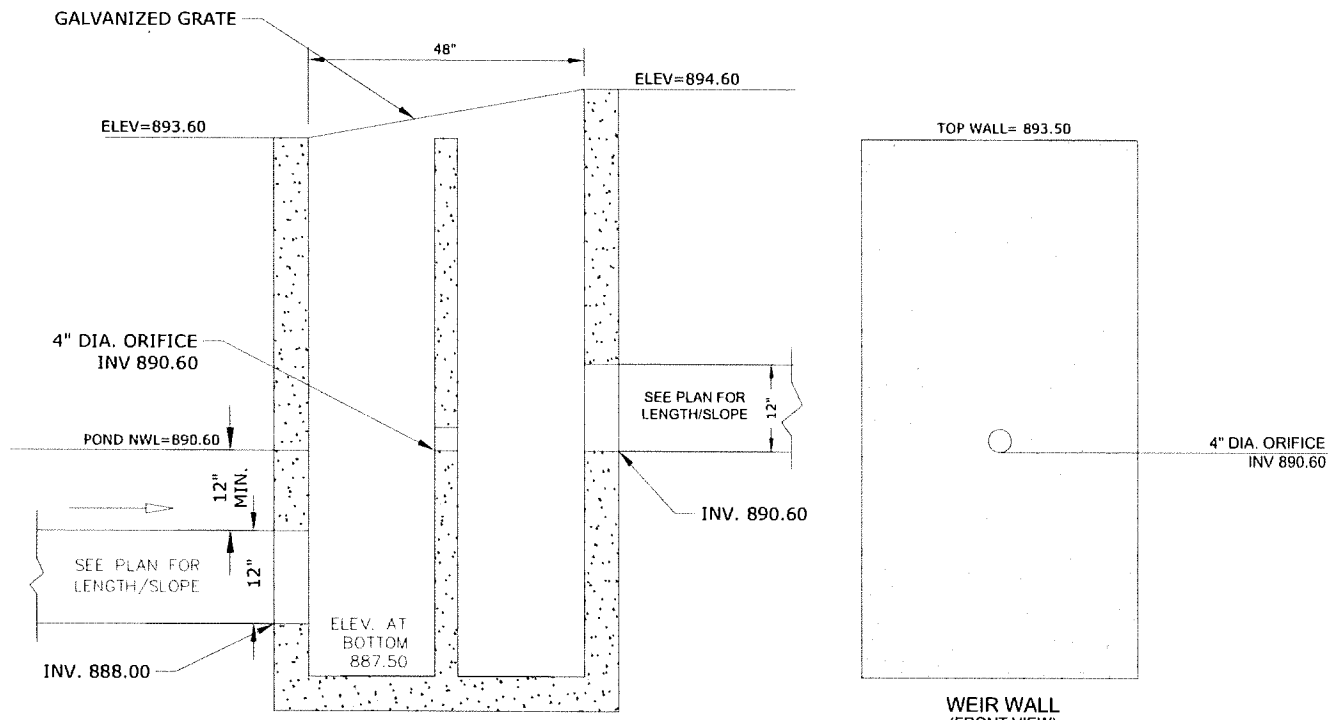 GALVANIZED GRATE
48"
ELEV=894.60
ELEV=893.60
TOP WALL= 893.50
4" DIA. ORIFICE
INV 890.60
SEE PLAN FOR
LENGTH/SLOPE
12"
POND NWL=890.60
12"
MIN.
4" DIA. ORIFICE
INV 890.60
INV. 890.60
SEE PLAN FOR
LENGTH/SLOPE
12"
ELEV. AT
BOTTOM
887.50
INV. 888.00
WEIR WALL
(FRONT VIEW)